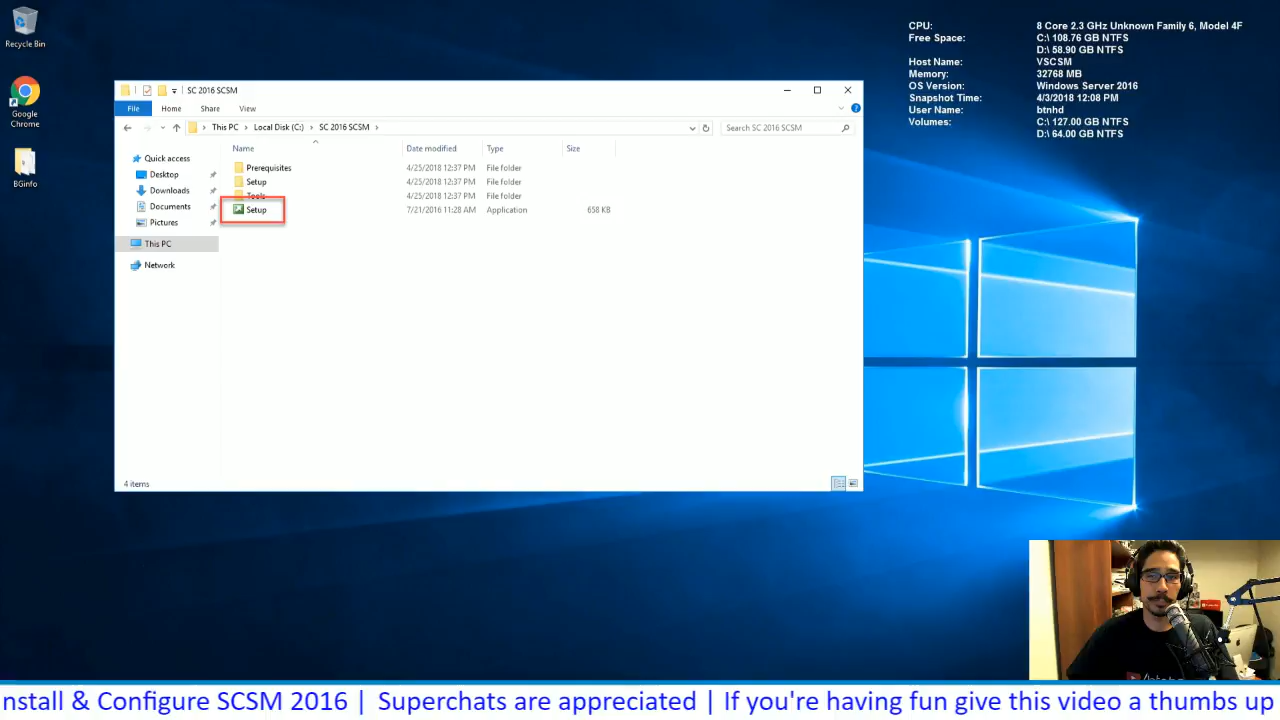 Recycle Bin
Google
Chrome
BGInfo
SC 2016 SCSM
File Home Share View
This PC Local Disk (C:) SC 2016 SCSM
Search SC 2016 SCSM
Name Date modified Type Size
Quick access
Desktop
Downloads
Documents
Pictures
This PC
Network
Prerequisites 4/25/2018 12:37 PM File folder
Setup 4/25/2018 12:37 PM File folder
Tools 4/25/2018 12:37 PM File folder
Setup 7/21/2016 11:28 AM Application 658 KB
4 items
CPU: 8 Core 2.3 GHz Unknown Family 6, Model 4F
Free Space: C:\ 108.76 GB NTFS
D:\ 58.90 GB NTFS
Host Name: VSCSM
Memory: 32768 MB
OS Version: Windows Server 2016
Snapshot Time: 4/3/2018 12:08 PM
User Name: btnhd
Volumes: C:\ 127.00 GB NTFS
D:\ 64.00 GB NTFS
nstall & Configure SCSM 2016 | Superchats are appreciated | If you're having fun give this video a thumbs up